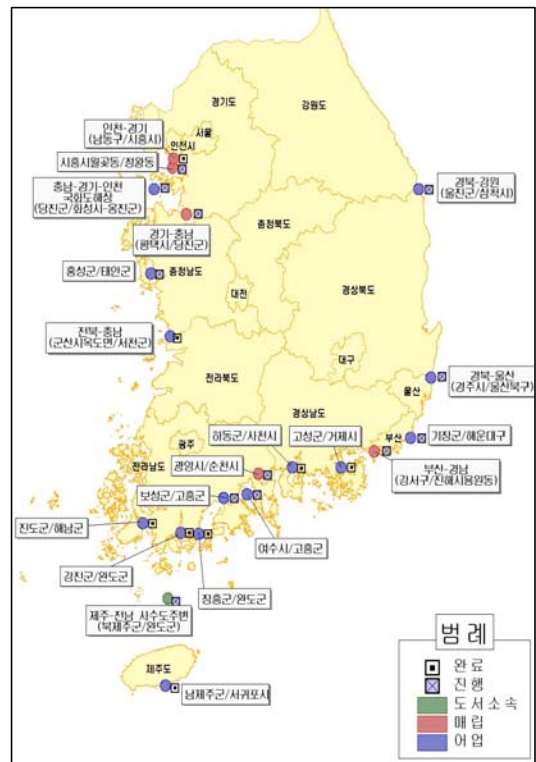 경기도
강원도
인천-경기
(남동구/시흥시)
서울
인천시
시흥시월곶동/정왕동
충남-경기-인천
국화도해상
(당진군/화성시-옹진군)
경북-강원
(울진군/삼척시)
충청북도
경기-충남
(평택시/당진군)
홍성군/태안군
충청남도
대전
경상북도
전북-충남
(군산시옥도면/서천군)
대구
전라북도
경북-울산
(경주시/울산북구)
울산
경상남도
하동군/사천시
고성군/거제시
부산
기장군/해운대구
광주
전라남도
광양시/순천시
부산-경남
(강서구/진해시용원동)
보성군/고흥군
진도군/해남군
여수시/고흥군
강진군/완도군
장흥군/완도군
제주-전남 사수도주변
(북제주군/완도군)
제주도
남제주군/서귀포시
범례
완료
진행
도서소속
매립
어업